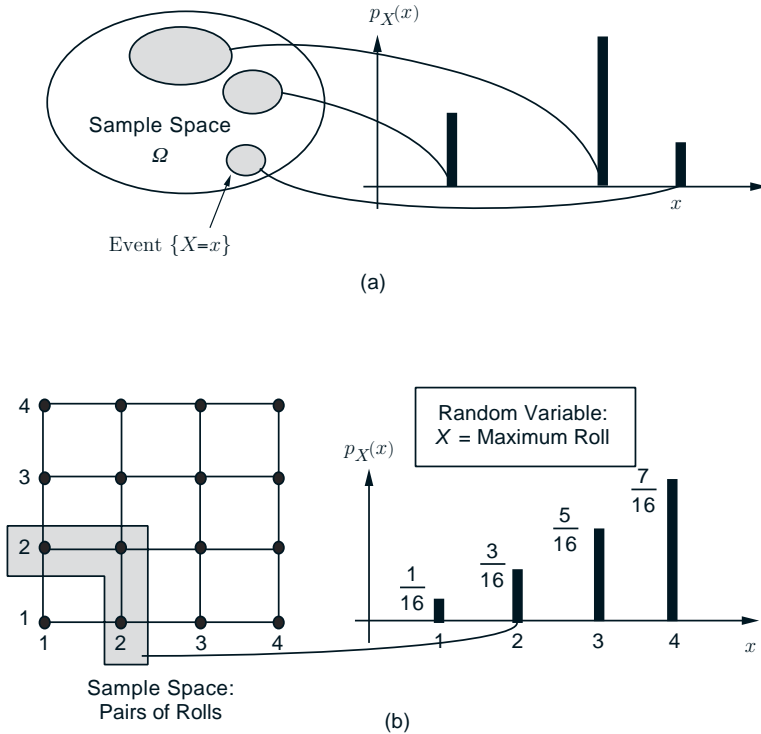 p_X(x)
Sample Space
Ω
x
Event {X=x}
(a)
Random Variable:
X = Maximum Roll
p_X(x)
4
3
2
1
1 2 3 4
7/16
5/16
3/16
1/16
1 2 3 4
x
Sample Space:
Pairs of Rolls
(b)